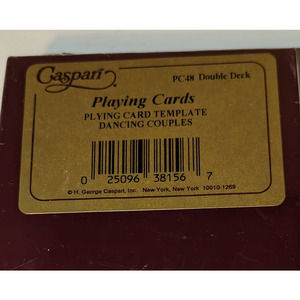 Caspari
PC48 Double Deck
Playing Cards
PLYING CARD TEMPLATE
DANCING COUPLES
0 25096 38156 7
© H. George Caspari, Inc. New York, New York 10010-1269